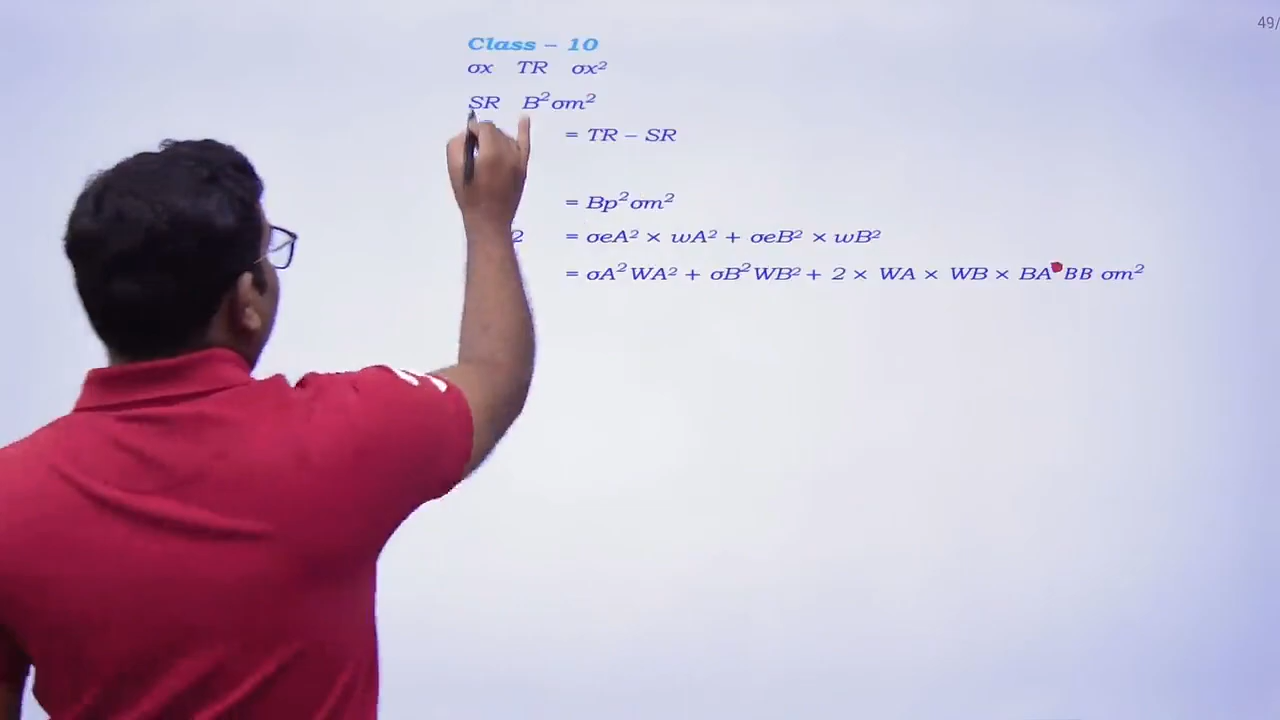 49/
Class – 10
σx TR σx²
SR B²σm²
= TR – SR
= Bp²σm²
2 = σeA² × wA² + σeB² × wB²
= σA²WA² + σB²WB² + 2 × WA × WB × BA BB σm²